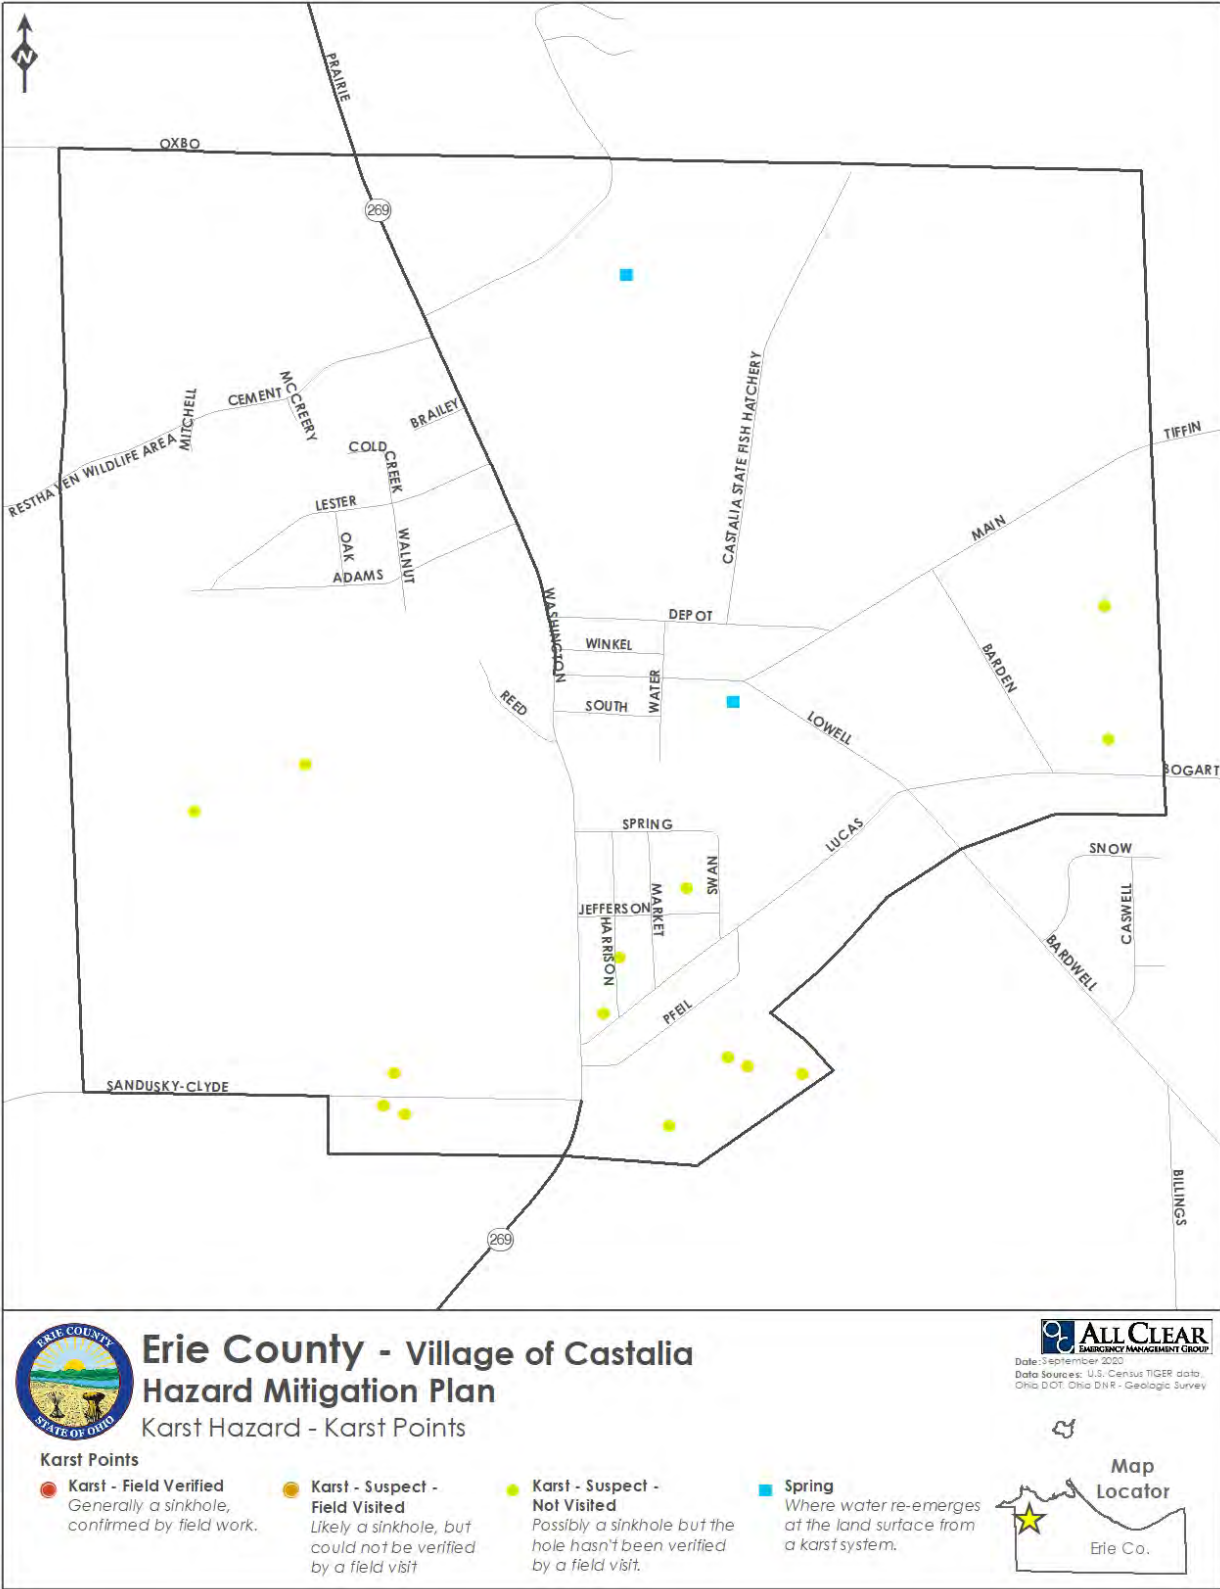 N
PRAIRIE
OXBO
269
MITCHELL
CEMENT
MCCREERY
BRAILEY
RESTHAVEN WILDLIFE AREA
COLD
CREEK
LESTER
OAK
WALNUT
ADAMS
CASTALIA STATE FISH HATCHERY
TIFFIN
MAIN
WASHINGTON
DEPOT
WINKEL
WATER
REED
SOUTH
LOWELL
BARDEN
BOGART
SPRING
LUCAS
SNOW
SWAN
MARKET
JEFFERSON
HARRISON
CASWELL
BARDWELL
PFEIL
SANDUSKY-CLYDE
BILLINGS
269
ERIE COUNTY
STATE OF OHIO
Erie County - Village of Castalia
Hazard Mitigation Plan
Karst Hazard - Karst Points
ALL CLEAR
EMERGENCY MANAGEMENT GROUP
Date: September 2020
Data Sources: U.S. Census TIGER data,
Ohio DOT, Ohio DNR - Geologic Survey
Karst Points
Karst - Field Verified
Generally a sinkhole,
confirmed by field work.
Karst - Suspect -
Field Visited
Likely a sinkhole, but
could not be verified
by a field visit
Karst - Suspect -
Not Visited
Possibly a sinkhole but the
hole hasn't been verified
by a field visit.
Spring
Where water re-emerges
at the land surface from
a karst system.
Map
Locator
Erie Co.